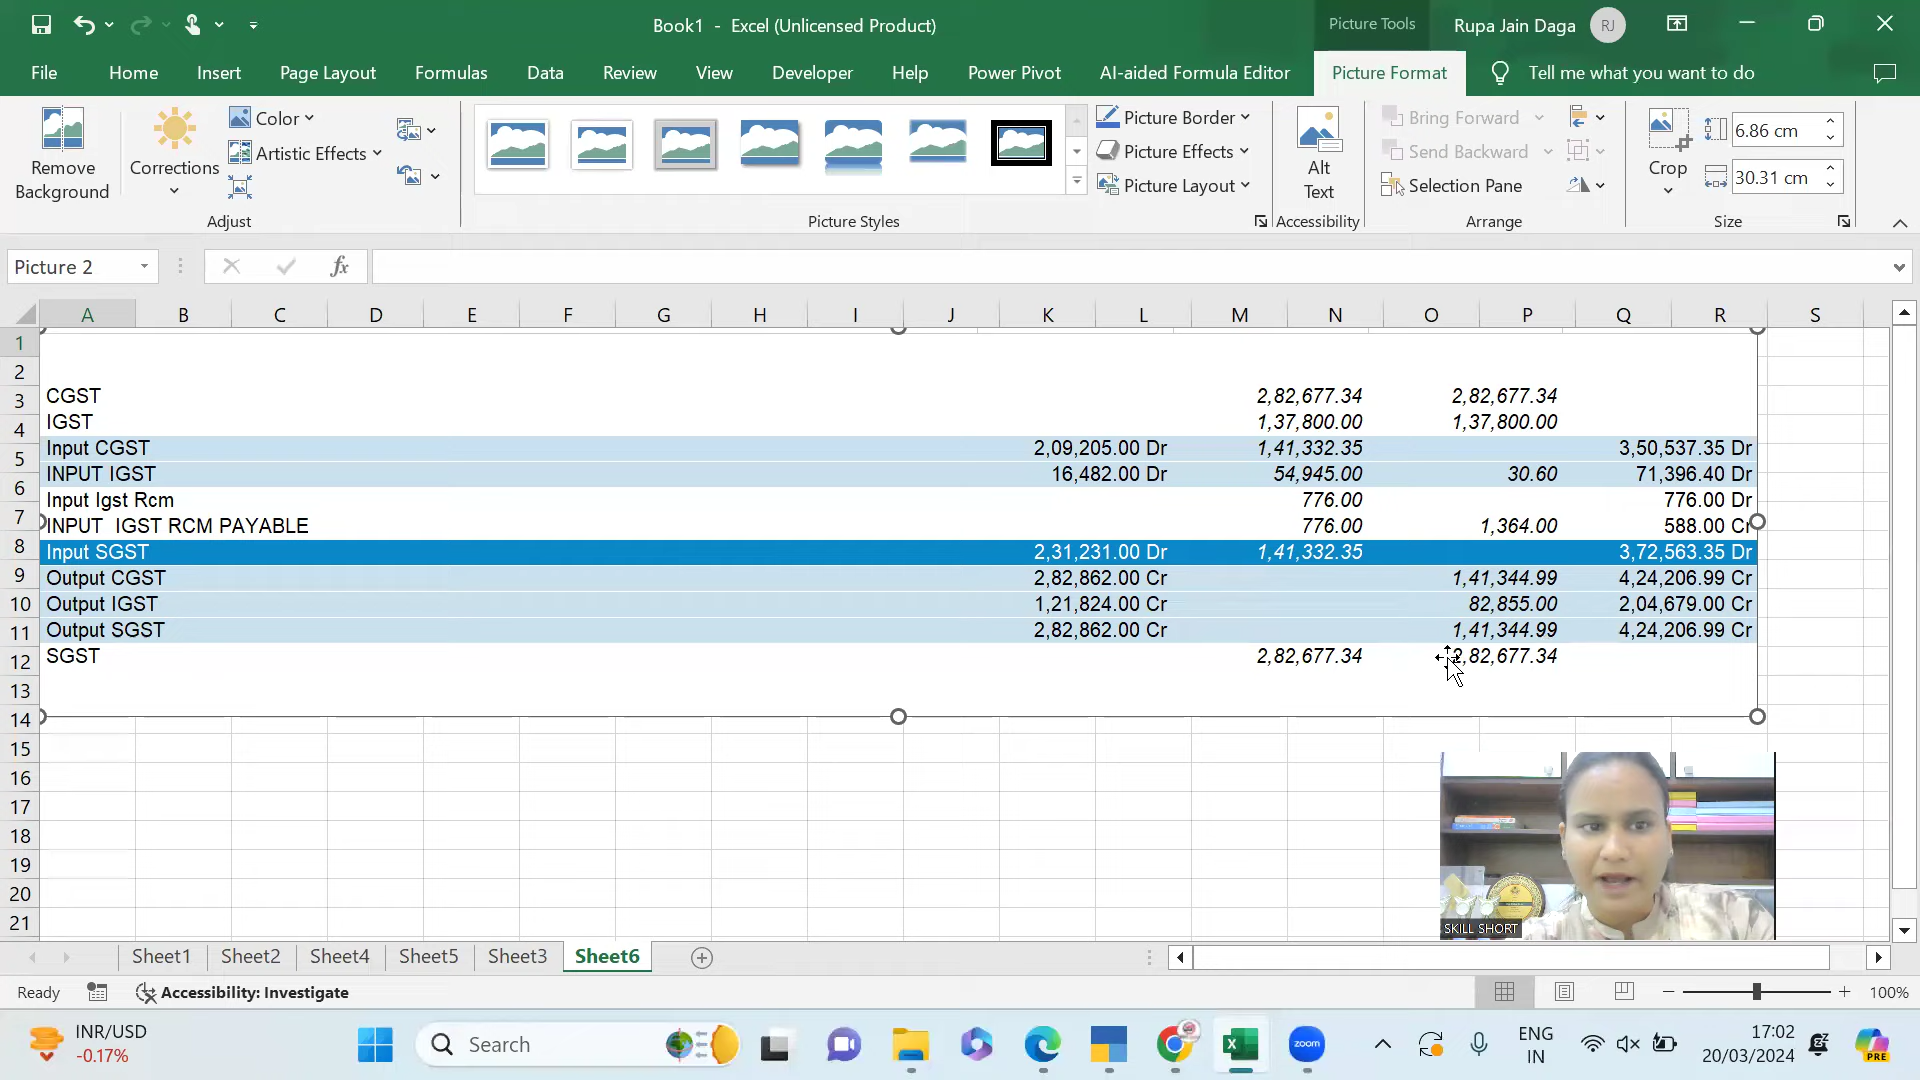 Book1 - Excel (Unlicensed Product)
Picture Tools
Rupa Jain Daga
RJ
File
Home
Insert
Page Layout
Formulas
Data
Review
View
Developer
Help
Power Pivot
AI-aided Formula Editor
Picture Format
Tell me what you want to do
Remove Background
Corrections
Color
Artistic Effects
Adjust
Picture Styles
Picture Border
Picture Effects
Picture Layout
Alt Text
Accessibility
Bring Forward
Send Backward
Selection Pane
Arrange
Crop
6.86 cm
30.31 cm
Size
Picture 2
fx
A B C D E F G H I J K L M N O P Q R S
1
2
3
4
5
6
7
8
9
10
11
12
13
14
15
16
17
18
19
20
21
CGST 2,82,677.34 2,82,677.34
IGST 1,37,800.00 1,37,800.00
Input CGST 2,09,205.00 Dr 1,41,332.35 3,50,537.35 Dr
INPUT IGST 16,482.00 Dr 54,945.00 30.60 71,396.40 Dr
Input Igst Rcm 776.00 776.00 Dr
INPUT IGST RCM PAYABLE 776.00 1,364.00 588.00 Cr
Input SGST 2,31,231.00 Dr 1,41,332.35 3,72,563.35 Dr
Output CGST 2,82,862.00 Cr 1,41,344.99 4,24,206.99 Cr
Output IGST 1,21,824.00 Cr 82,855.00 2,04,679.00 Cr
Output SGST 2,82,862.00 Cr 1,41,344.99 4,24,206.99 Cr
SGST 2,82,677.34 2,82,677.34
SKILL SHORT
Sheet1
Sheet2
Sheet4
Sheet5
Sheet3
Sheet6
Ready
Accessibility: Investigate
100%
INR/USD
-0.17%
Search
zoom
ENG
IN
17:02
20/03/2024
PRE